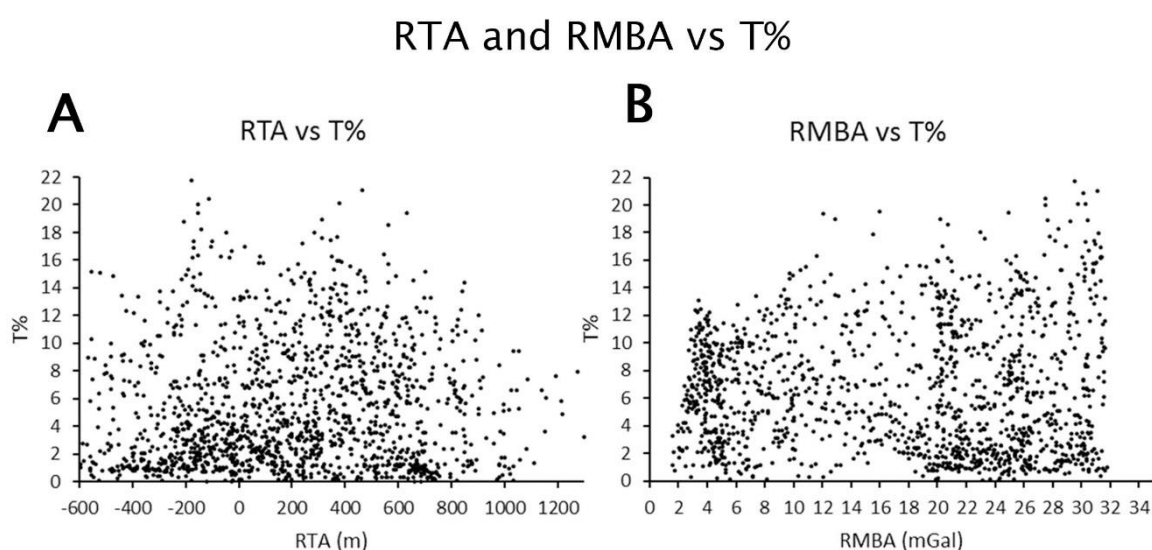 RTA and RMBA vs T%
A
RTA vs T%
22
20
18
16
14
12
10
8
6
4
2
0
T%
-600 -400 -200 0 200 400 600 800 1000 1200
RTA (m)
B
RMBA vs T%
22
20
18
16
14
12
10
8
6
4
2
0
T%
0 2 4 6 8 10 12 14 16 18 20 22 24 26 28 30 32 34
RMBA (mGal)